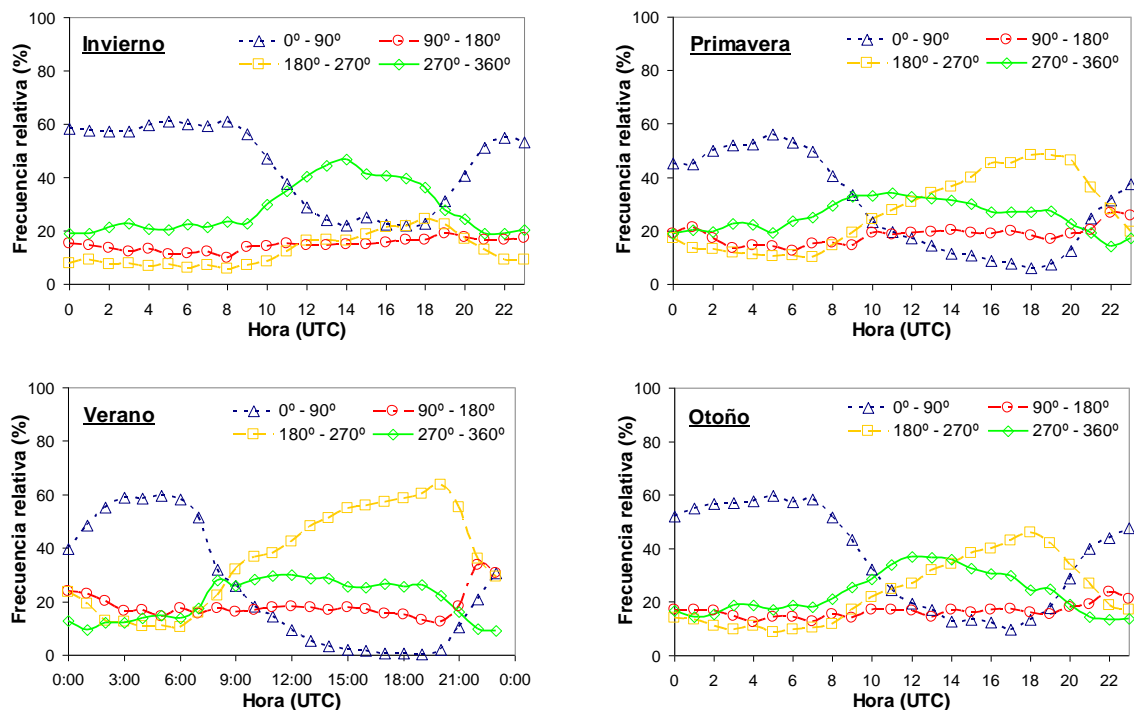 Invierno
0º - 90º
90º - 180º
180º - 270º
270º - 360º
Frecuencia relativa (%)
100
80
60
40
20
0
0 2 4 6 8 10 12 14 16 18 20 22
Hora (UTC)
Primavera
0º - 90º
90º - 180º
180º - 270º
270º - 360º
Frecuencia relativa (%)
100
80
60
40
20
0
0 2 4 6 8 10 12 14 16 18 20 22
Hora (UTC)
Verano
0º - 90º
90º - 180º
180º - 270º
270º - 360º
Frecuencia relativa (%)
100
80
60
40
20
0
0:00 3:00 6:00 9:00 12:00 15:00 18:00 21:00 0:00
Hora (UTC)
Otoño
0º - 90º
90º - 180º
180º - 270º
270º - 360º
Frecuencia relativa (%)
100
80
60
40
20
0
0 2 4 6 8 10 12 14 16 18 20 22
Hora (UTC)